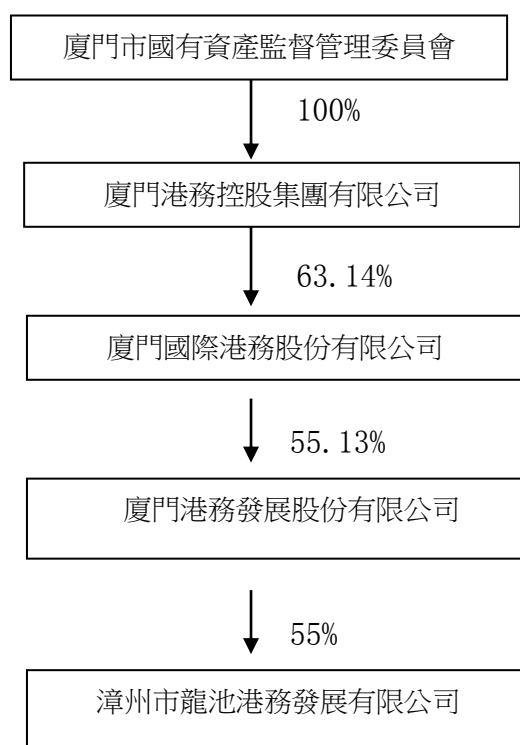 廈門市國有資產監督管理委員會
100%
廈門港務控股集團有限公司
63.14%
廈門國際港務股份有限公司
55.13%
廈門港務發展股份有限公司
55%
漳州市龍池港務發展有限公司